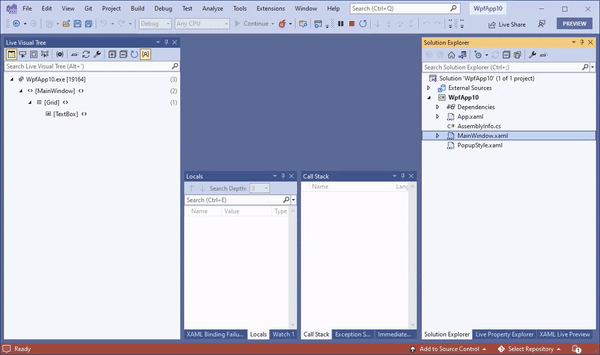 File Edit View Git Project Build Debug Test Analyze Tools Extensions Window Help Search (Ctrl+Q) WpfApp10
Debug Any CPU Continue Live Share PREVIEW
Live Visual Tree
Search Live Visual Tree (Alt+')
WpfApp10.exe [19164] (3)
[MainWindow] (2)
[Grid] (1)
[TextBox]
Locals
Search Depth: 3
Search (Ctrl+E)
Name Value Type
XAML Binding Failu... Locals Watch 1
Call Stack
Name Lang
Call Stack Exception S... Immediate...
Solution Explorer
Search Solution Explorer (Ctrl+;)
Solution 'WpfApp10' (1 of 1 project)
External Sources
WpfApp10
Dependencies
App.xaml
AssemblyInfo.cs
MainWindow.xaml
PopupStyle.xaml
Solution Explorer Live Property Explorer XAML Live Preview
Ready Add to Source Control Select Repository